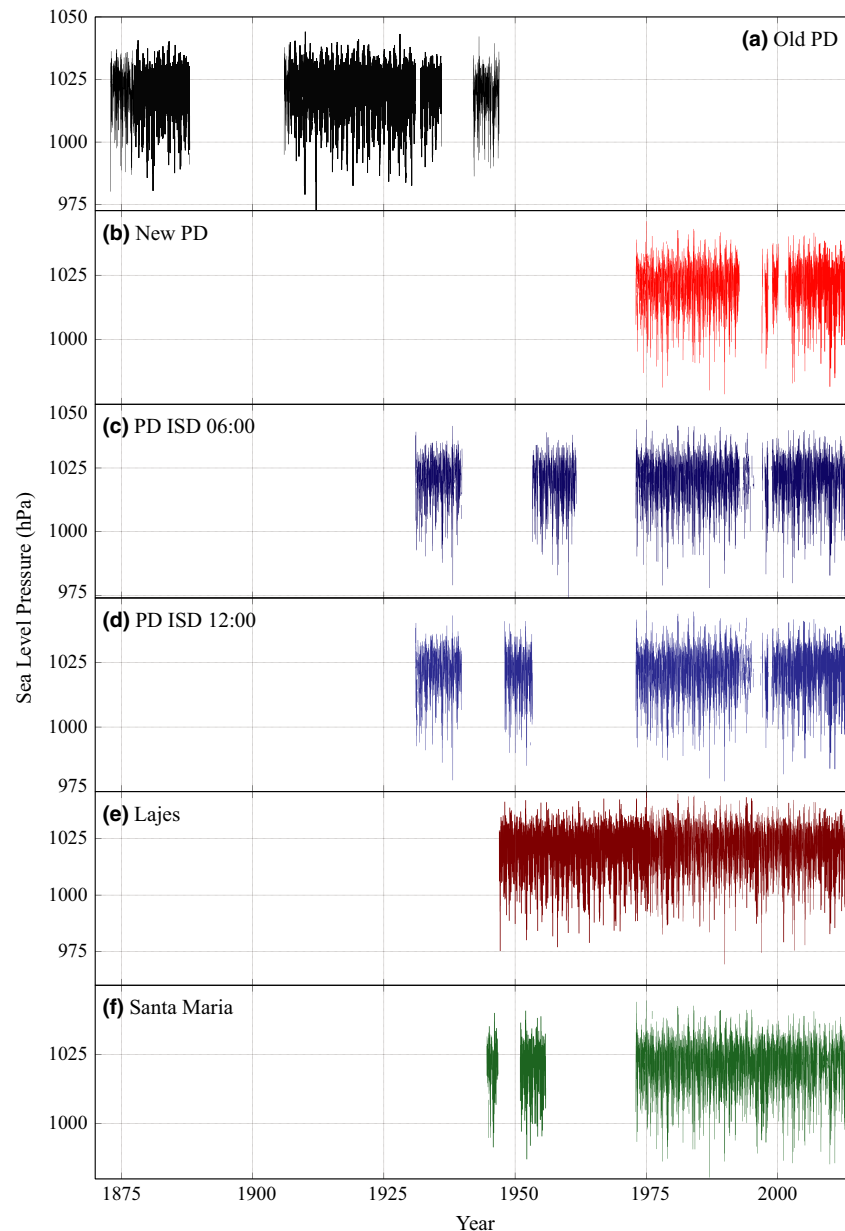 1050
(a) Old PD
1025
1000
975
(b) New PD
1025
1000
1050
(c) PD ISD 06:00
1025
1000
975
(d) PD ISD 12:00
1025
1000
975
Sea Level Pressure (hPa)
(e) Lajes
1025
1000
975
(f) Santa Maria
1025
1000
1875 1900 1925 1950 1975 2000
Year